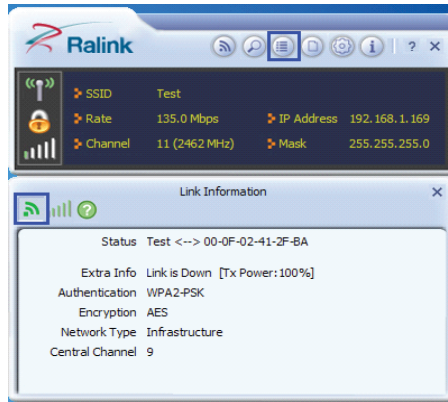 Ralink
? ×
SSID Test
Rate 135.0 Mbps IP Address 192.168.1.169
Channel 11 (2462 MHz) Mask 255.255.255.0
Link Information ×
?
Status Test <--> 00-0F-02-41-2F-BA
Extra Info Link is Down [Tx Power:100%]
Authentication WPA2-PSK
Encryption AES
Network Type Infrastructure
Central Channel 9